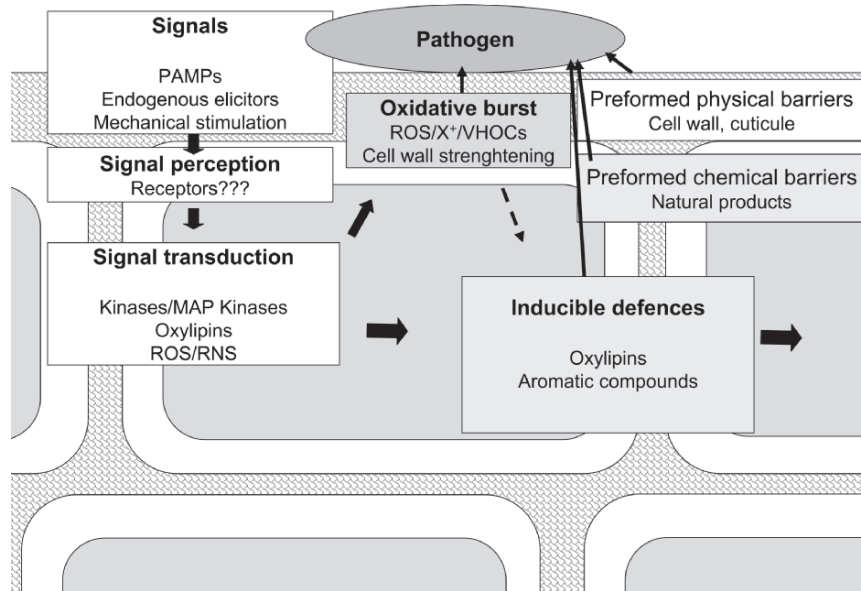 Signals
PAMPs
Endogenous elicitors
Mechanical stimulation
Signal perception
Receptors???
Signal transduction
Kinases/MAP Kinases
Oxylipins
ROS/RNS
Pathogen
Oxidative burst
ROS/X⁺/VHOCs
Cell wall strenghtening
Preformed physical barriers
Cell wall, cuticule
Preformed chemical barriers
Natural products
Inducible defences
Oxylipins
Aromatic compounds